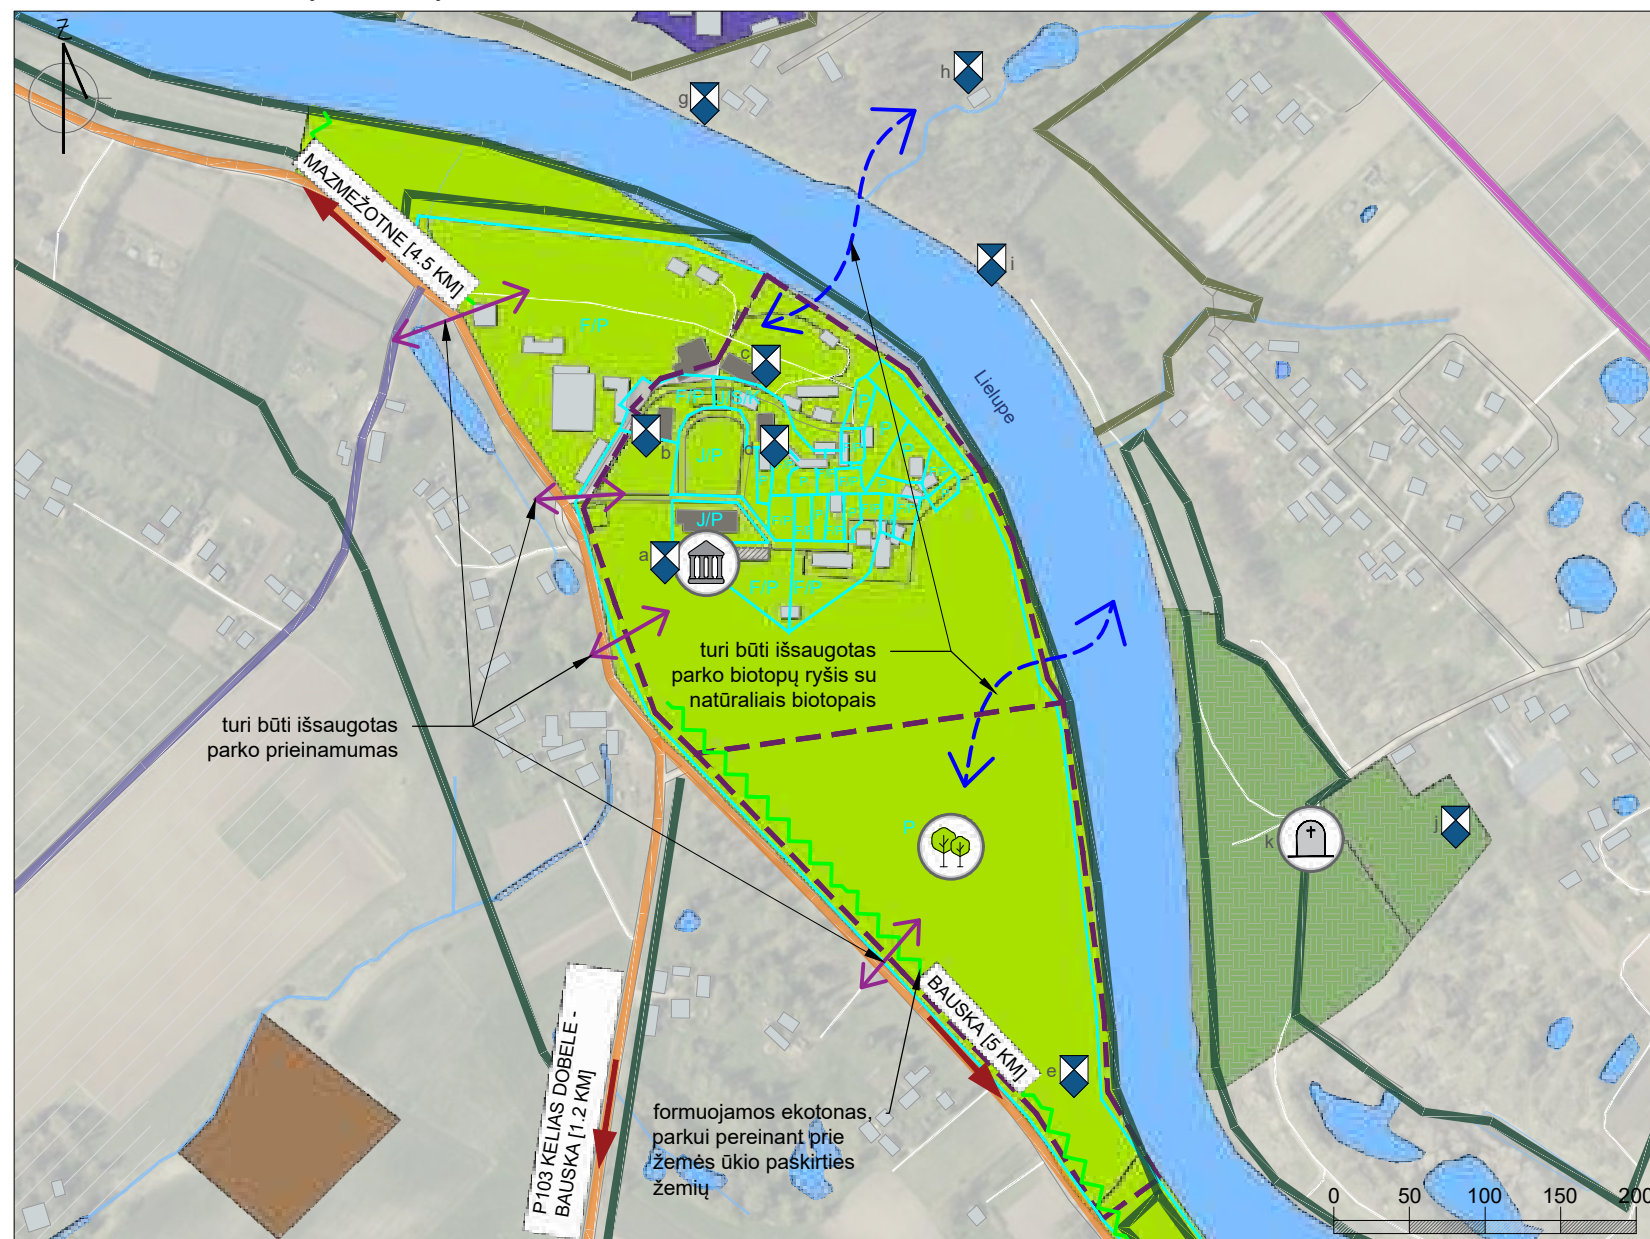 Z
h
g
MAZMEŽOTNE [4.5 KM]
i
F/P
c
Lielupe
F/P
J/S/K
P
P
P
b
J/P
d
J/P
a
F/P
F/P
turi būti išsaugotas
parko biotopų ryšis su
natūraliais biotopais
turi būti išsaugotas
parko prieinamumas
P
j
k
BAUSKA [5 KM]
P103 KELIAS DOBELE -
BAUSKA [1.2 KM]
e
formuojamos ekotonas,
parkui pereinant prie
žemės ūkio paskirties
žemių
0 50 100 150 200